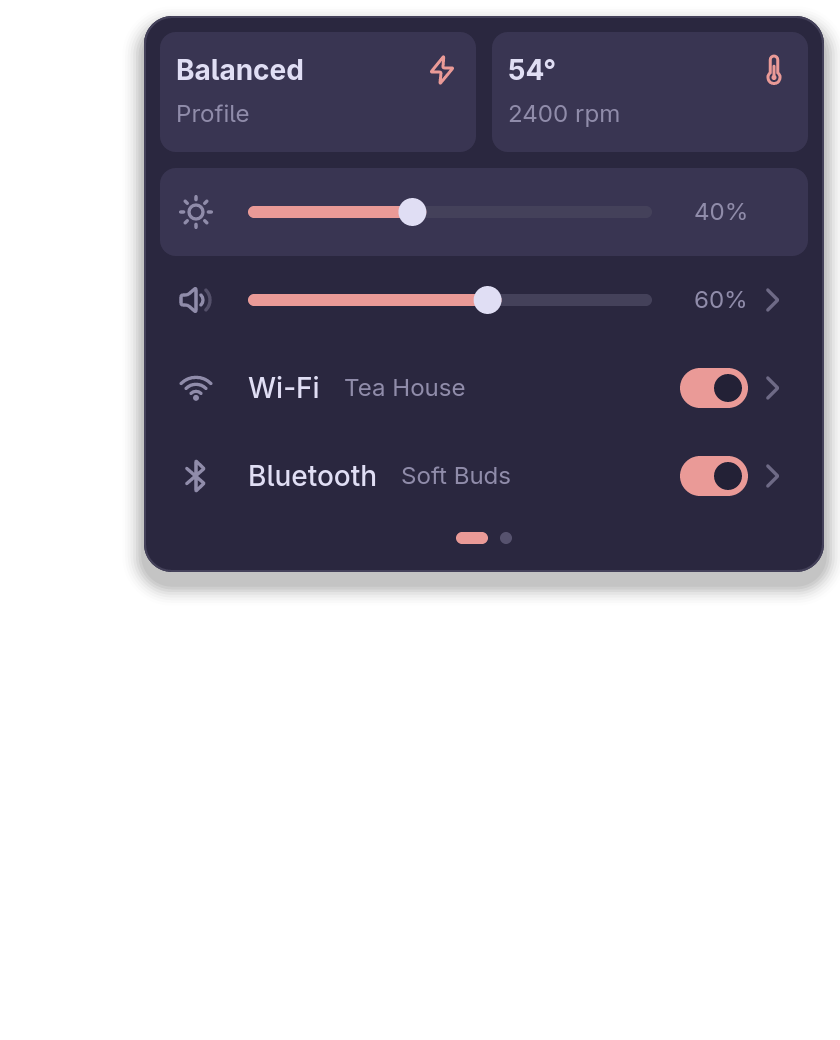 Balanced
Profile
54°
2400 rpm
40%
60%
Wi-Fi Tea House
Bluetooth Soft Buds